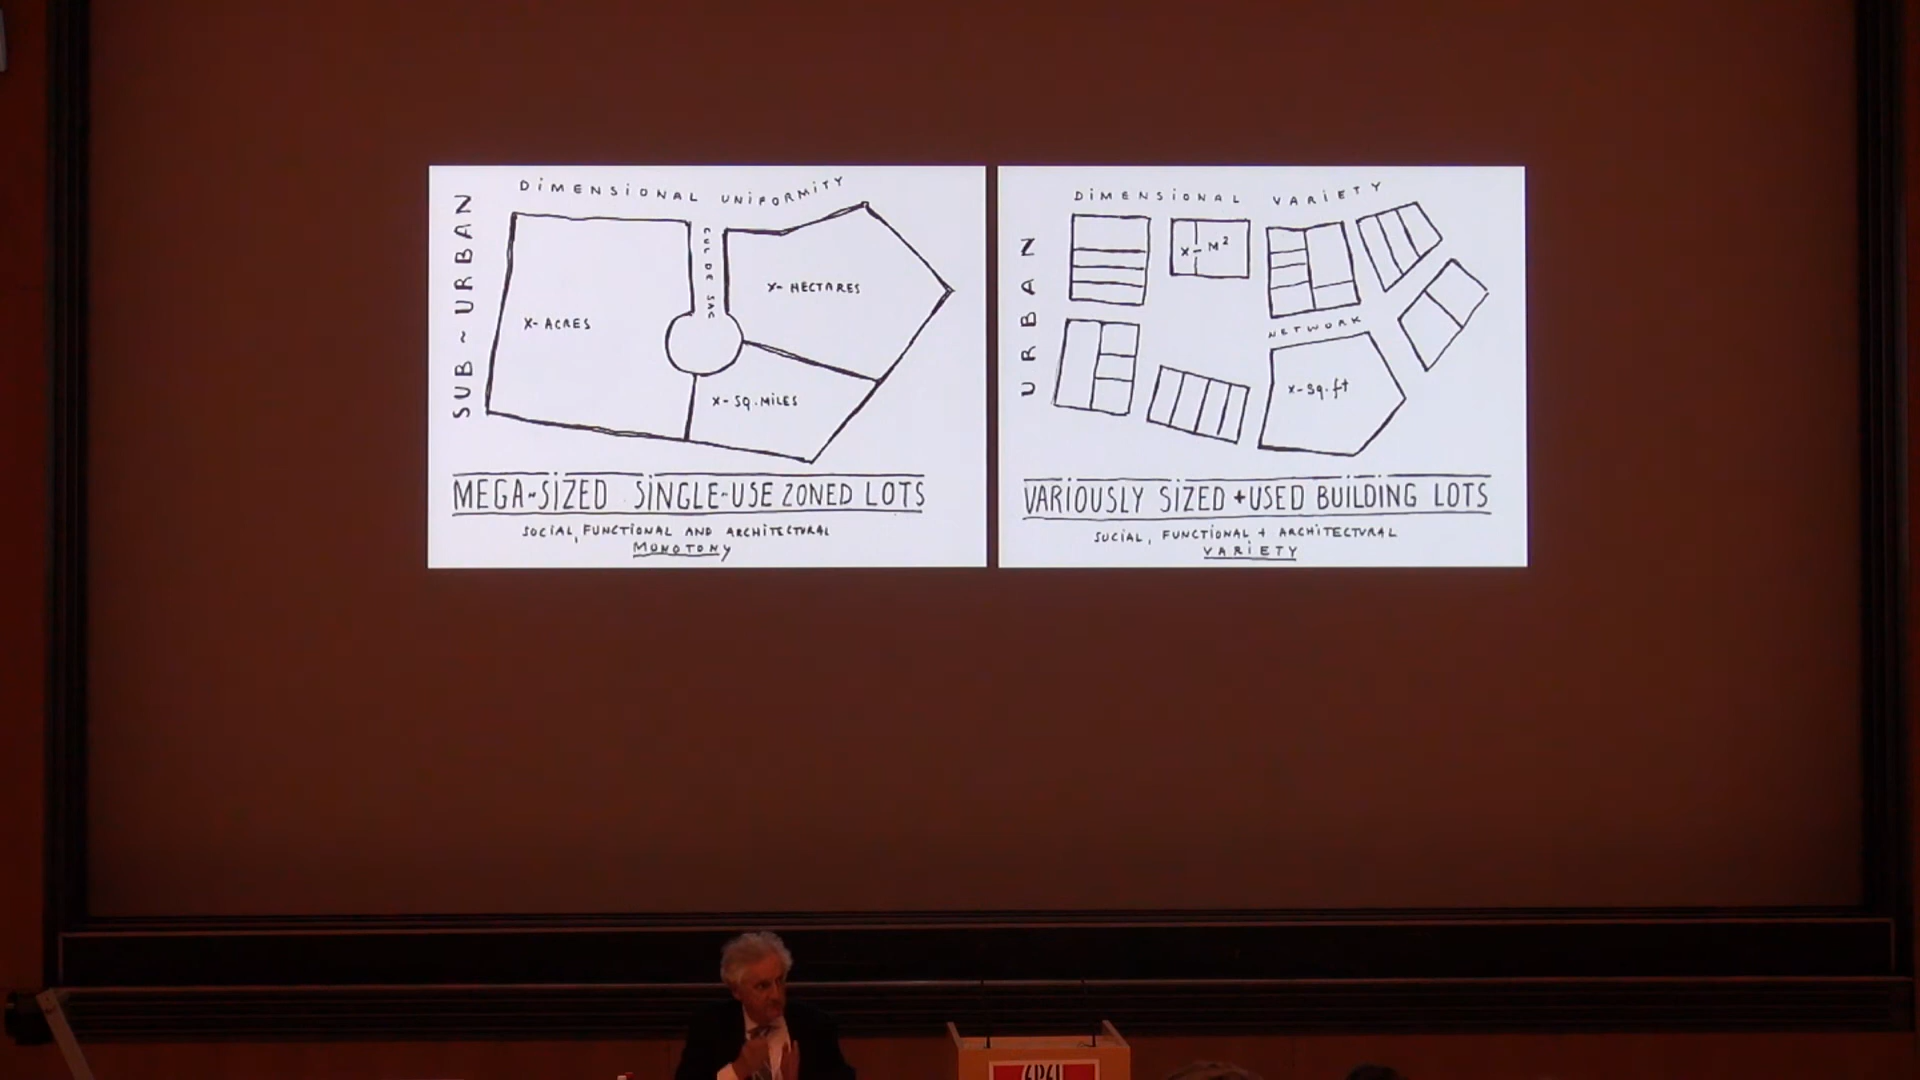 DIMENSIONAL UNIFORMITY
SUB ~ URBAN
CUL DE SAC
X- ACRES
X- HECTARES
X- SQ.MILES
MEGA-SIZED SINGLE-USE ZONED LOTS
SOCIAL, FUNCTIONAL AND ARCHITECTURAL
MONOTONY
DIMENSIONAL VARIETY
URBAN
X- M²
NETWORK
X-Sq.ft
VARIOUSLY SIZED + USED BUILDING LOTS
SOCIAL, FUNCTIONAL + ARCHITECTURAL
VARIETY